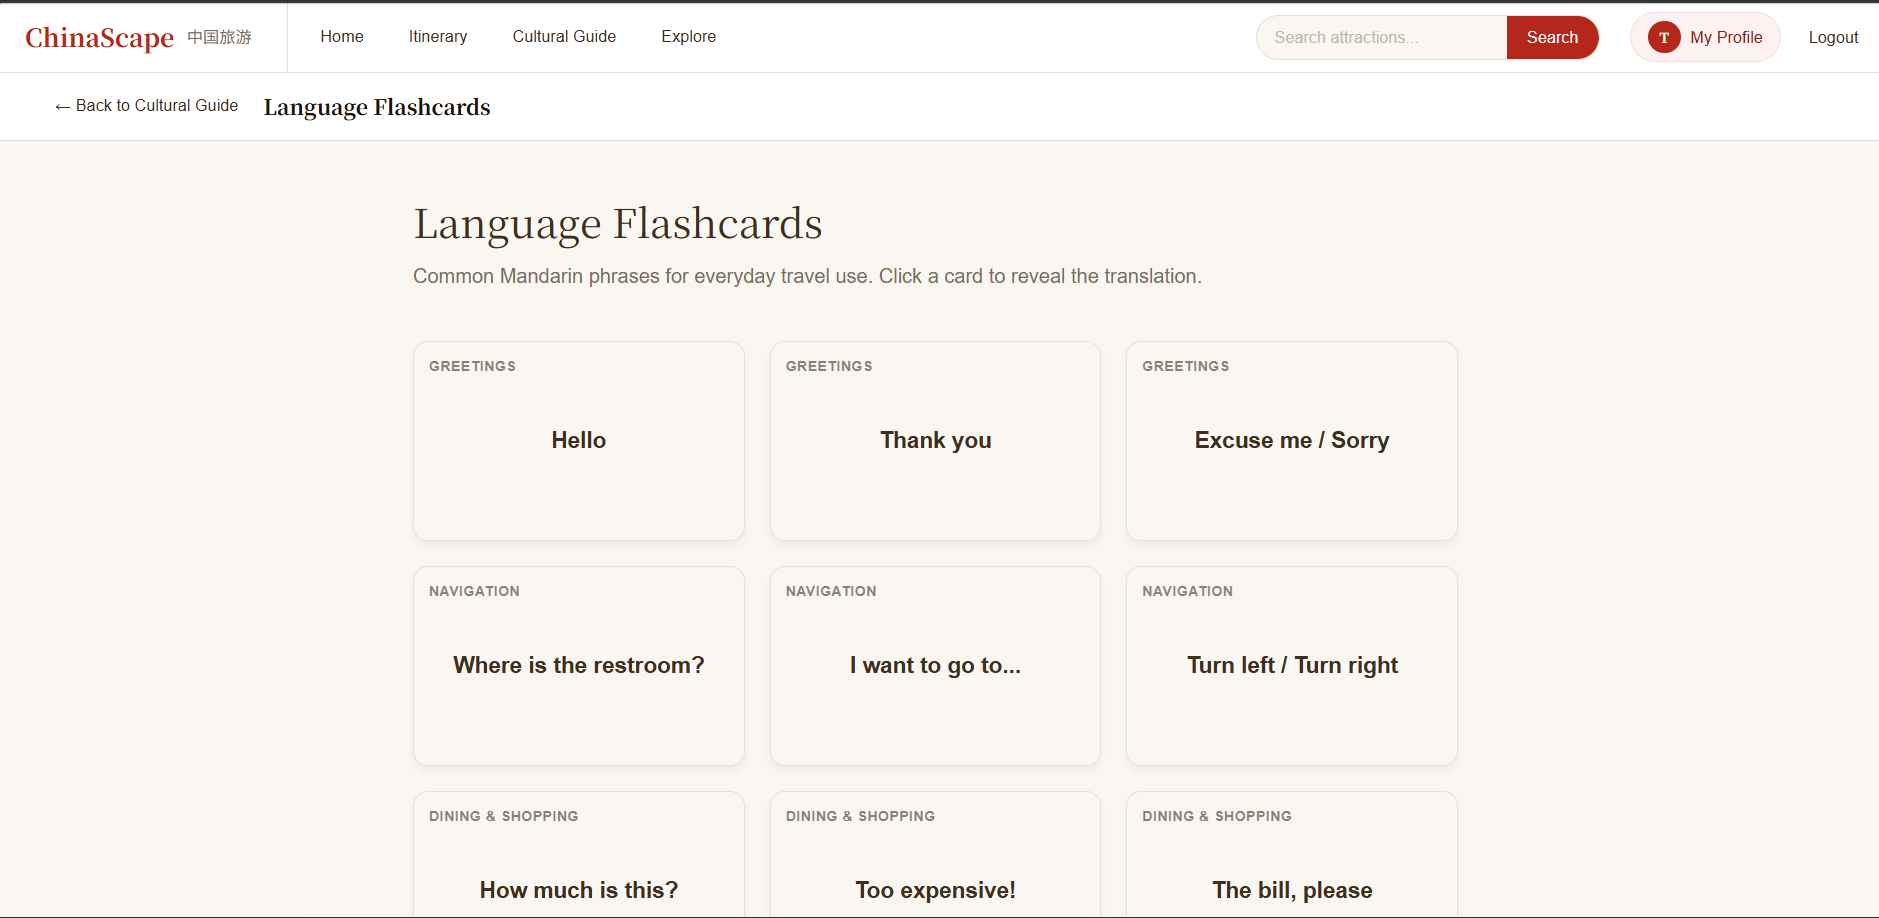 ChinaScape 中国旅游 Home Itinerary Cultural Guide Explore Search attractions... Search T My Profile Logout
← Back to Cultural Guide Language Flashcards
Language Flashcards
Common Mandarin phrases for everyday travel use. Click a card to reveal the translation.
GREETINGS
Hello
GREETINGS
Thank you
GREETINGS
Excuse me / Sorry
NAVIGATION
Where is the restroom?
NAVIGATION
I want to go to...
NAVIGATION
Turn left / Turn right
DINING & SHOPPING
How much is this?
DINING & SHOPPING
Too expensive!
DINING & SHOPPING
The bill, please